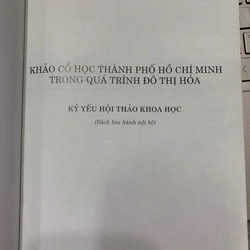 KHẢO CỔ HỌC THÀNH PHỐ HỒ CHÍ MINH
TRONG QUÁ TRÌNH ĐÔ THỊ HÓA
KỶ YẾU HỘI THẢO KHOA HỌC
(Sách lưu hành nội bộ)